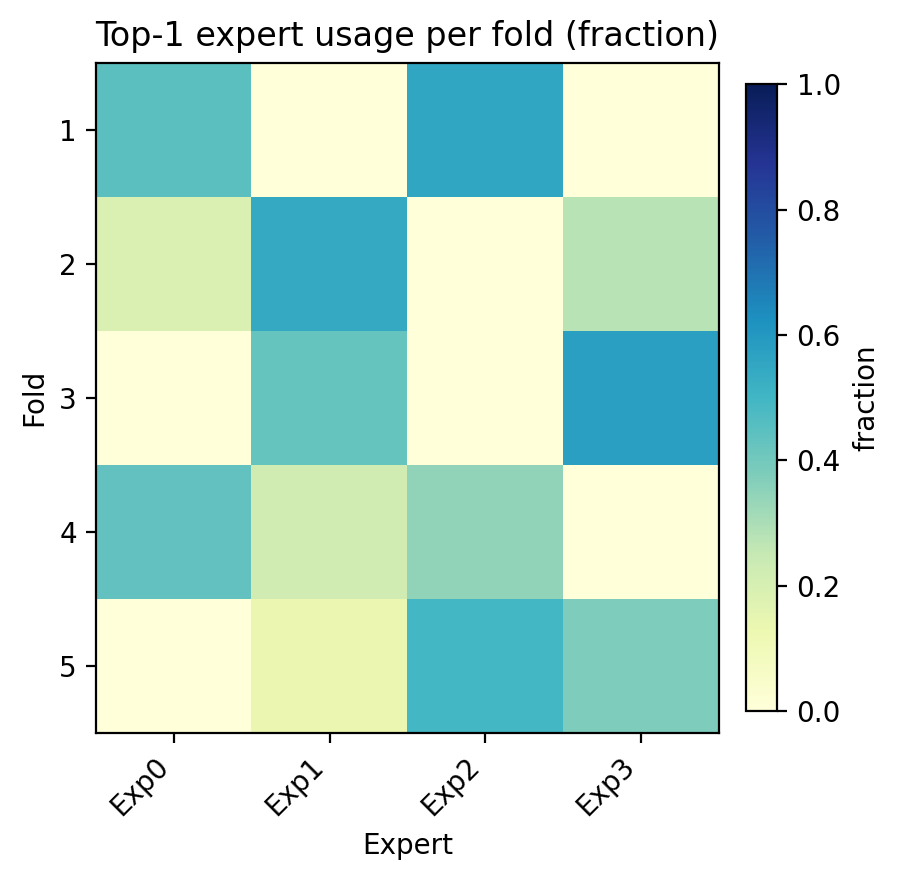 Top-1 expert usage per fold (fraction)
Fold
1
2
3
4
5
Exp0
Exp1
Exp2
Exp3
Expert
1.0
0.8
0.6
0.4
0.2
0.0
fraction